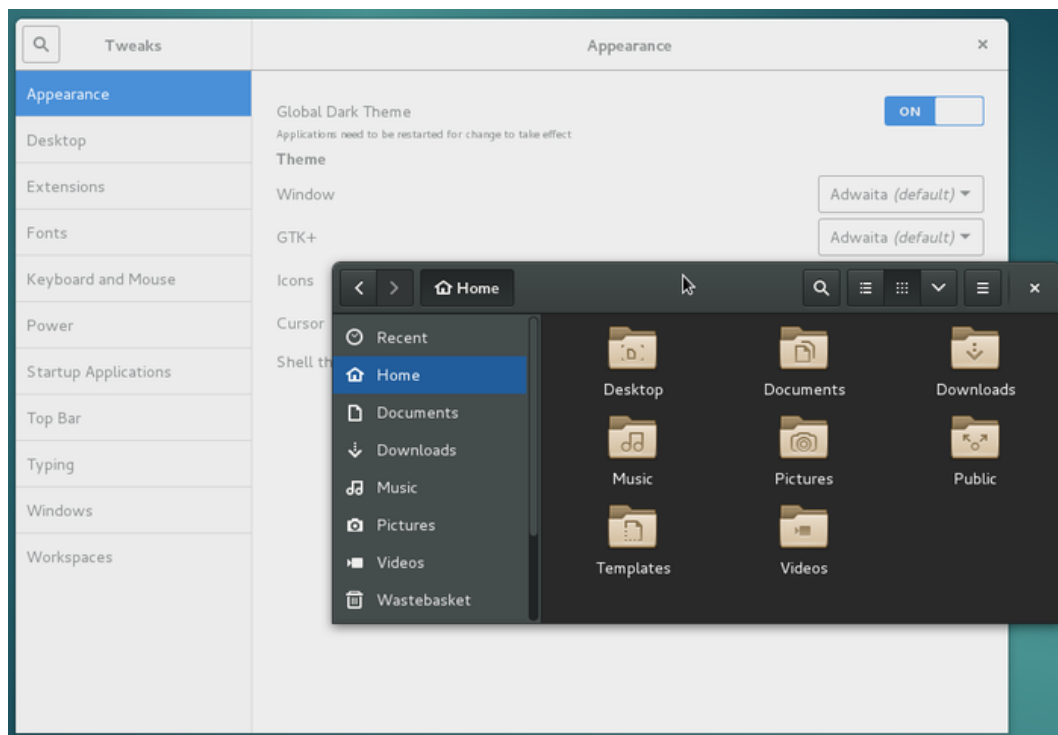 Tweaks
Appearance
Appearance
Desktop
Extensions
Fonts
Keyboard and Mouse
Power
Startup Applications
Top Bar
Typing
Windows
Workspaces
Global Dark Theme
ON
Applications need to be restarted for change to take effect
Theme
Window
Adwaita (default)
GTK+
Adwaita (default)
Icons
Cursor
Shell th
Home
Recent
Home
Documents
Downloads
Music
Pictures
Videos
Wastebasket
Desktop
Documents
Downloads
Music
Pictures
Public
Templates
Videos